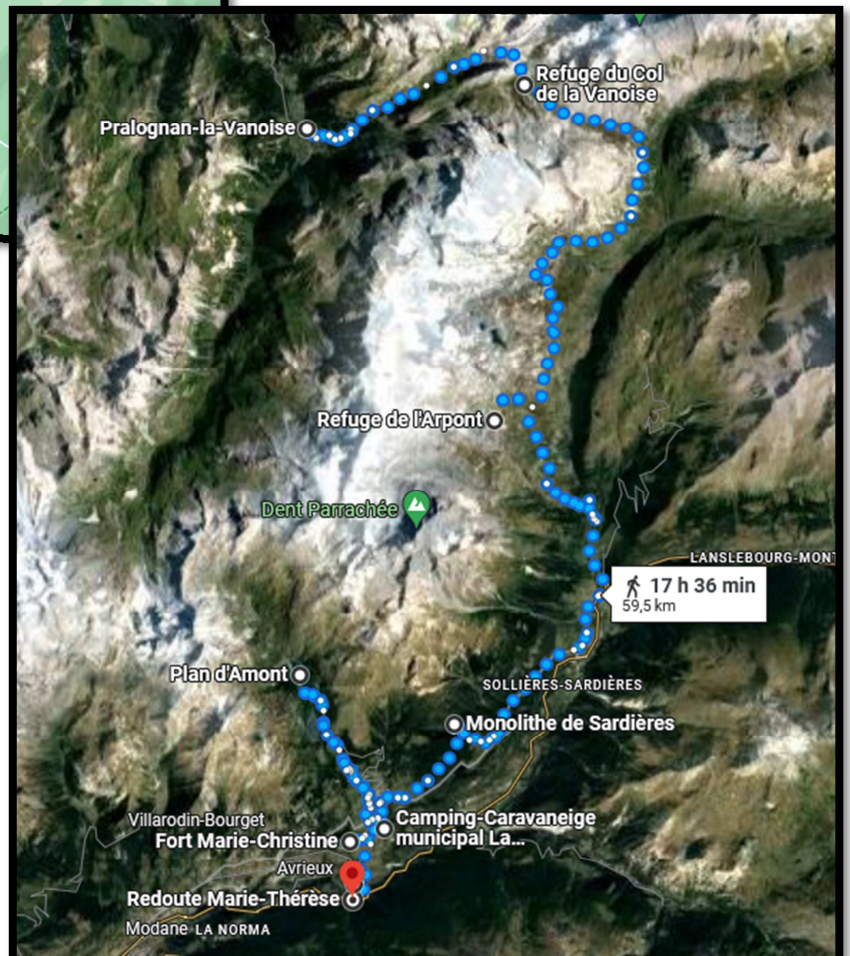 Refuge du Col
de la Vanoise
Pralognan-la-Vanoise
Refuge de l'Arpont
Dent Parrachée
LANSLEBOURG-MONT
17 h 36 min
59,5 km
Plan d'Amont
SOLLIÈRES-SARDIÈRES
Monolithe de Sardières
Villarodin-Bourget
Camping-Caravaneige
municipal La...
Fort Marie-Christine
Avrieux
Redoute Marie-Thérèse
Modane LA NORMA